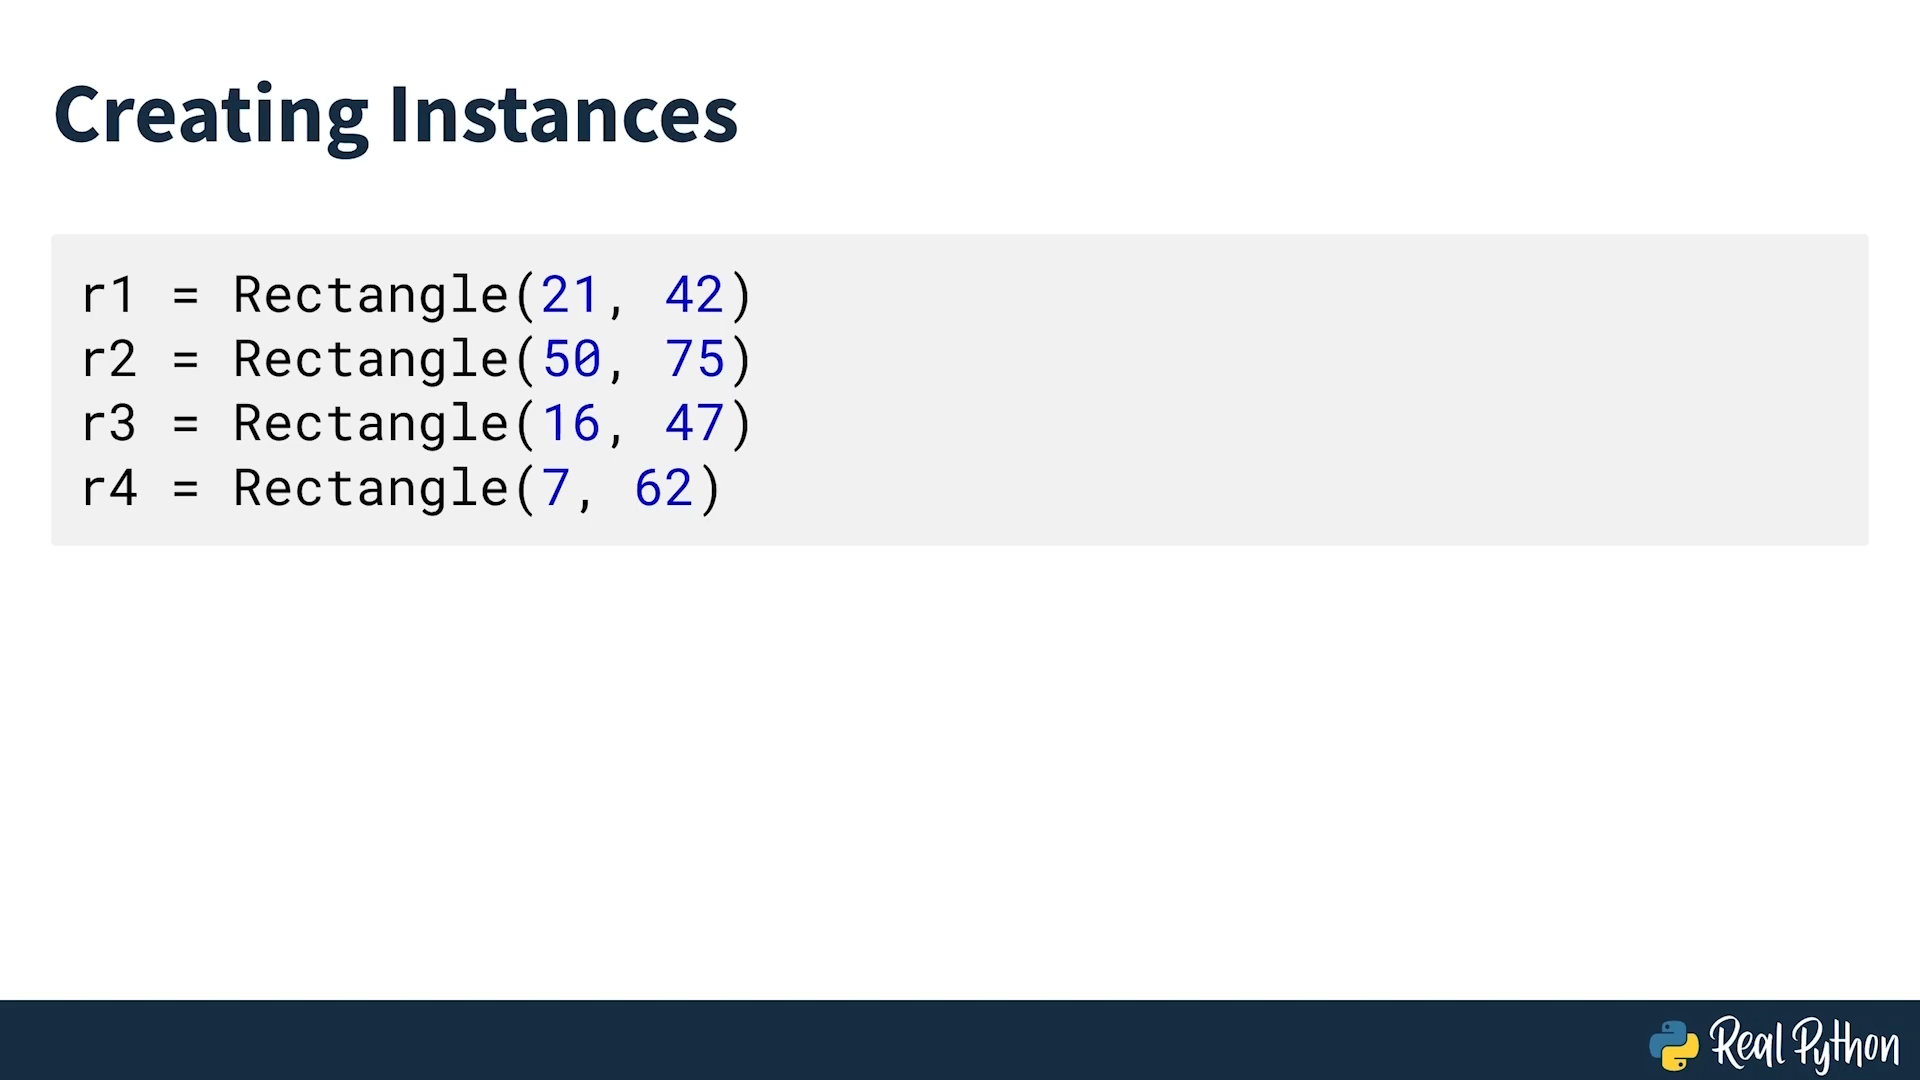 Creating Instances
r1 = Rectangle(21, 42)
r2 = Rectangle(50, 75)
r3 = Rectangle(16, 47)
r4 = Rectangle(7, 62)
Real Python